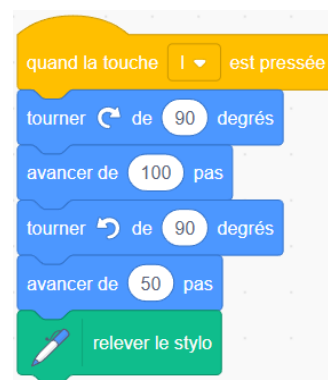 quand la touche l est pressée
tourner de 90 degrés
avancer de 100 pas
tourner de 90 degrés
avancer de 50 pas
relever le stylo